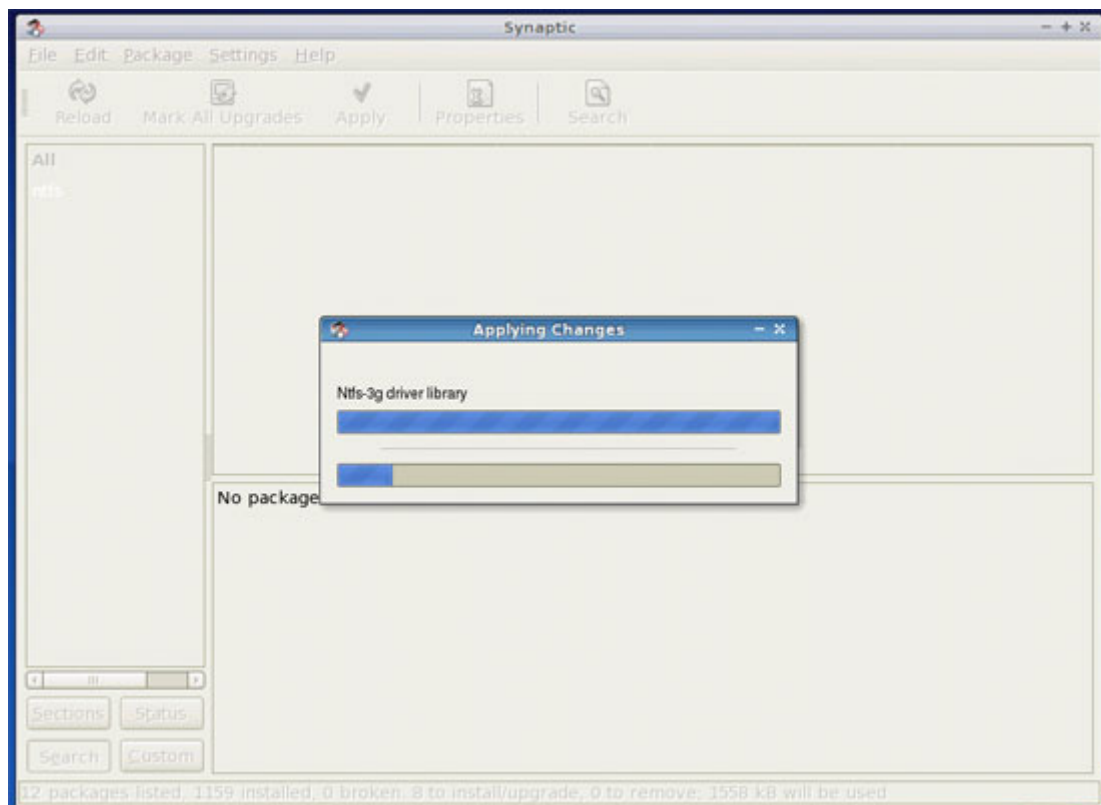 Synaptic
File Edit Package Settings Help
Reload Mark All Upgrades Apply Properties Search
All
ntfs
Applying Changes
Ntfs-3g driver library
No package
Sections Status
Search Custom
12 packages listed, 1159 installed, 0 broken. 8 to install/upgrade, 0 to remove; 1558 kB will be used